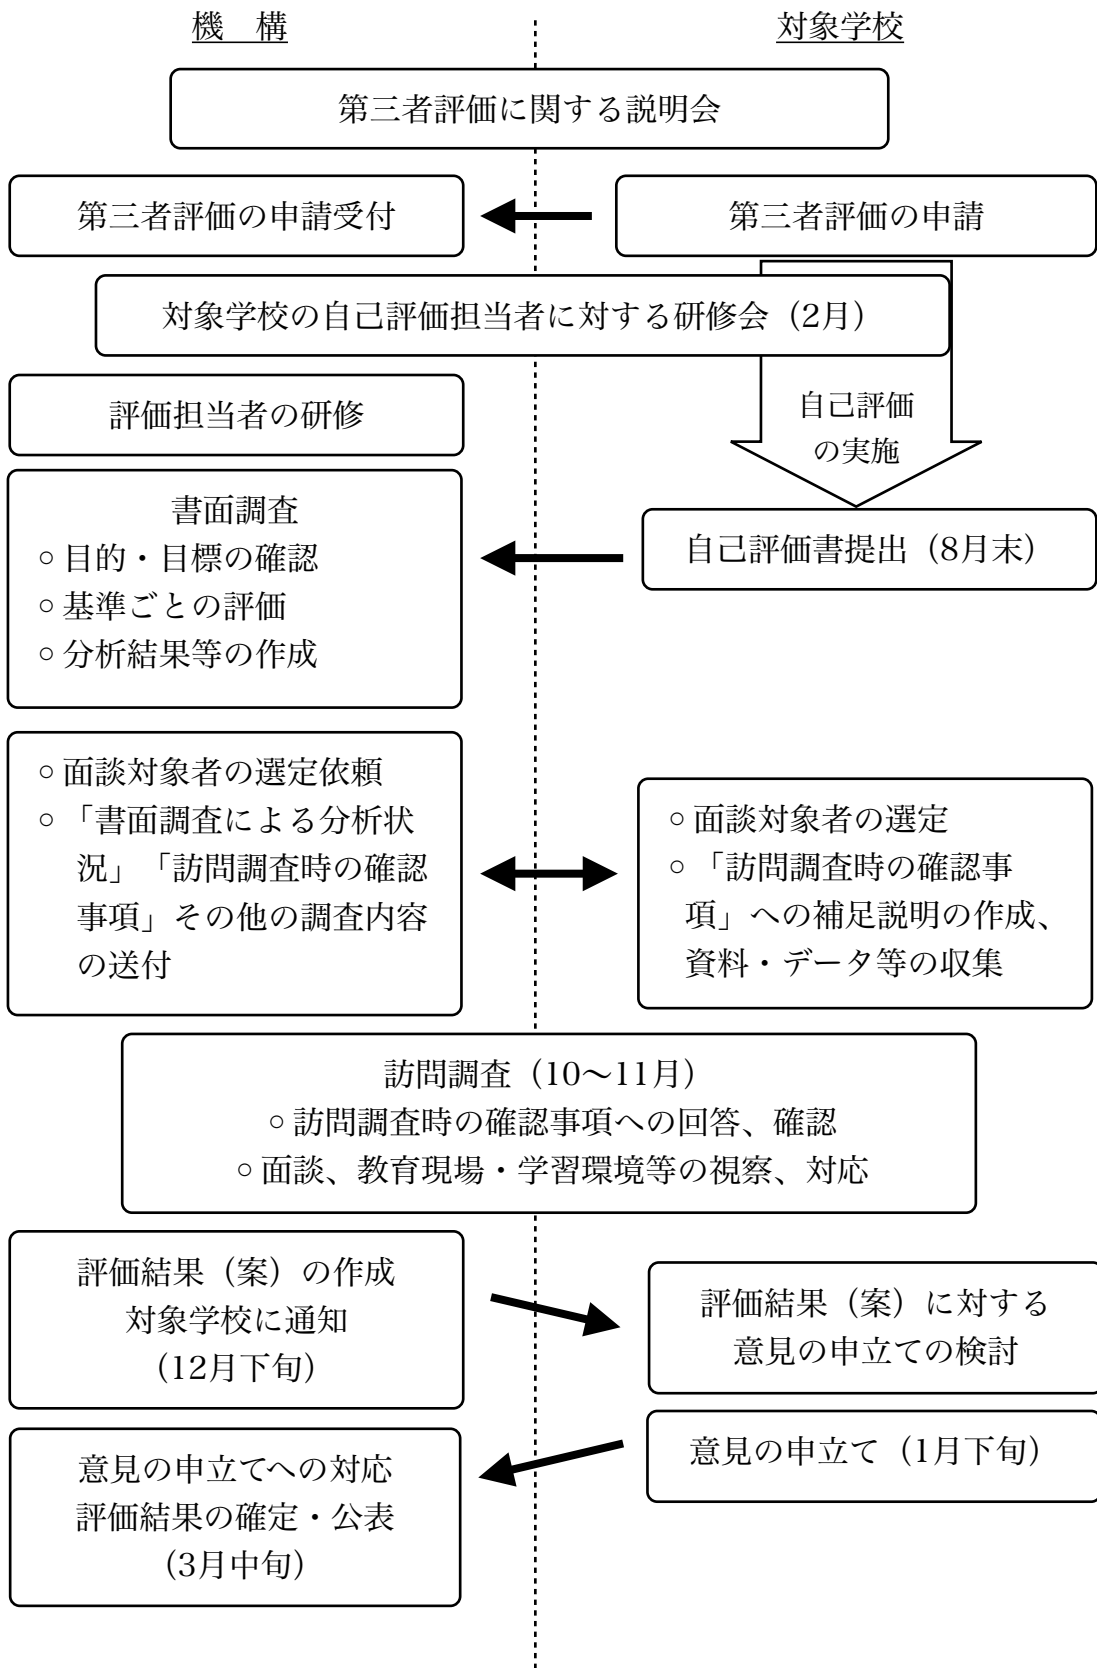 機　構
対象学校
第三者評価に関する説明会
第三者評価の申請受付
第三者評価の申請
対象学校の自己評価担当者に対する研修会（2月）
評価担当者の研修
自己評価
の実施
書面調査
○目的・目標の確認
○基準ごとの評価
○分析結果等の作成
自己評価書提出（8月末）
○面談対象者の選定依頼
○「書面調査による分析状
況」「訪問調査時の確認
事項」その他の調査内容
の送付
○面談対象者の選定
○「訪問調査時の確認事
項」への補足説明の作成、
資料・データ等の収集
訪問調査（10～11月）
○訪問調査時の確認事項への回答、確認
○面談、教育現場・学習環境等の視察、対応
評価結果（案）の作成
対象学校に通知
（12月下旬）
評価結果（案）に対する
意見の申立ての検討
意見の申立て（1月下旬）
意見の申立てへの対応
評価結果の確定・公表
（3月中旬）